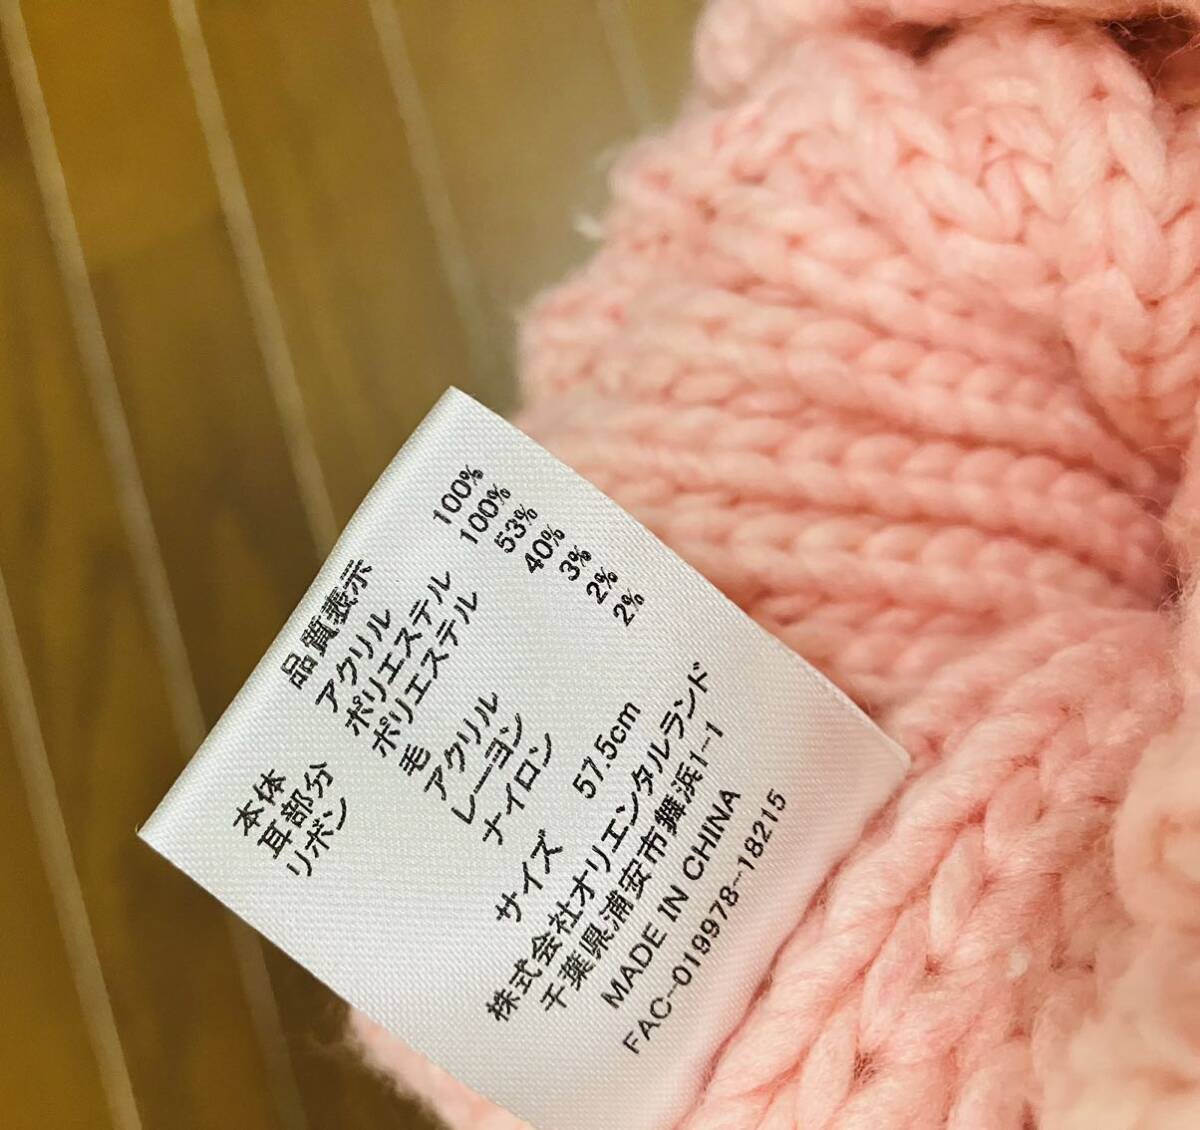 品質表示
本体 アクリル 100%
耳部分 ポリエステル 100%
リボン ポリエステル 53%
毛 40%
アクリル 3%
レーヨン 2%
ナイロン 2%
サイズ 57.5cm
株式会社オリエンタルランド
千葉県浦安市舞浜1-1
MADE IN CHINA
FAC-019978-18215